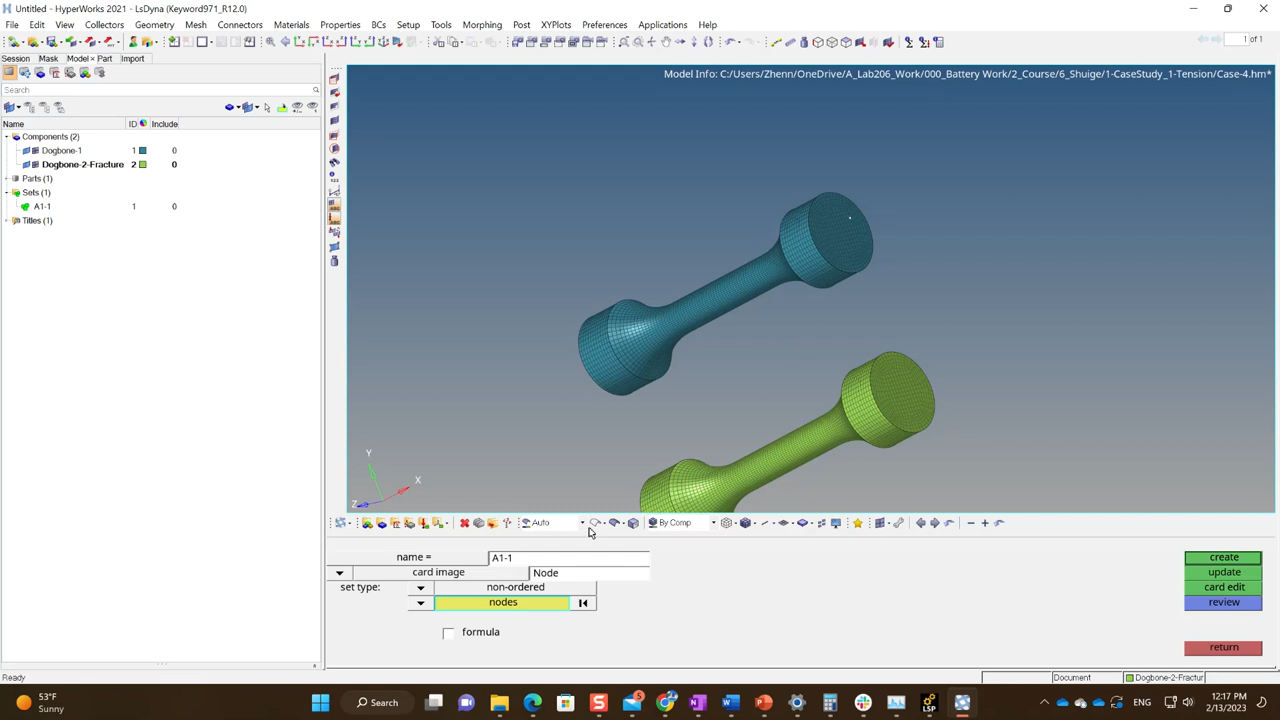 Untitled - HyperWorks 2021 - LsDyna (Keyword971_R12.0)
File Edit View Collectors Geometry Mesh Connectors Materials Properties BCs Setup Tools Morphing Post XYPlots Preferences Applications Help
1 of 1
Session Mask Model × Part Import
Model Info: C:/Users/Zhenn/OneDrive/A_Lab206_Work/000_Battery Work/2_Course/6_Shuige/1-CaseStudy_1-Tension/Case-4.hm*
Search
Name ID Include
Components (2)
Dogbone-1 1 0
Dogbone-2-Fracture 2 0
Parts (1)
Sets (1)
A1-1 1 0
Titles (1)
Y
X
Z
Auto By Comp
name = A1-1 create
card image Node update
set type: non-ordered card edit
nodes review
formula
return
Ready Document Dogbone-2-Fractur
53°F
Sunny
Search
5
LSP
ENG
12:17 PM
2/13/2023